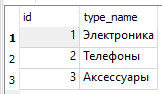 id type_name
1 1 Электроника
2 2 Телефоны
3 3 Аксессуары